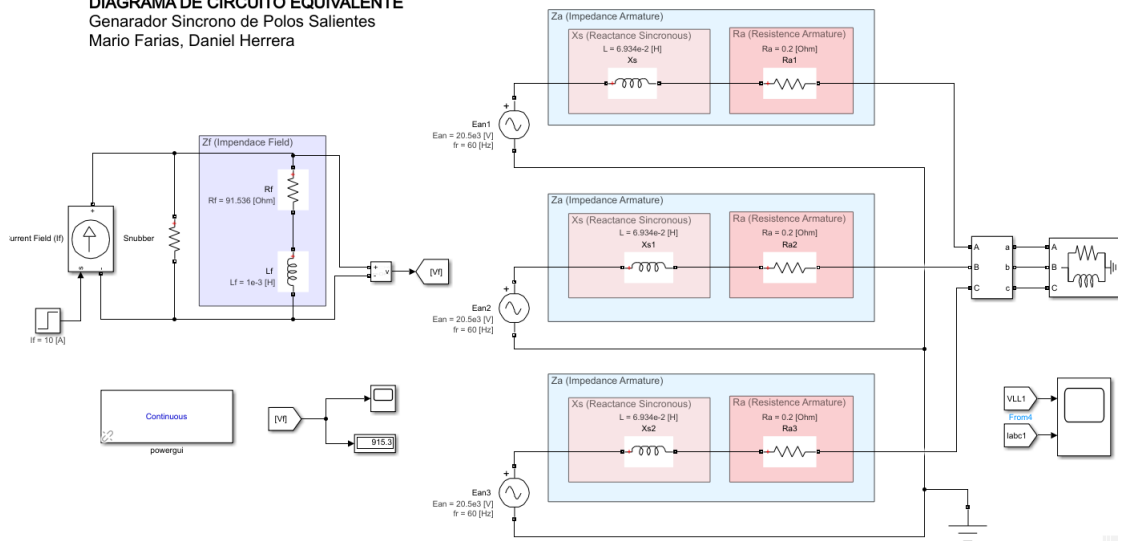 DIAGRAMA DE CIRCUITO EQUIVALENTE
Genarador Sincrono de Polos Salientes
Mario Farias, Daniel Herrera
Zf (Impendace Field)
Rf
Rf = 91.536 [Ohm]
Lf
Lf = 1e-3 [H]
urrent Field (If)
+
s
-
Snubber
If = 10 [A]
+
-
v
[Vf]
Continuous
powergui
[Vf]
915.3
Za (Impedance Armature)
Xs (Reactance Sincronous)
L = 6.934e-2 [H]
Xs
Ra (Resistence Armature)
Ra = 0.2 [Ohm]
Ra1
+
Ean1
Ean = 20.5e3 [V]
fr = 60 [Hz]
Za (Impedance Armature)
Xs (Reactance Sincronous)
L = 6.934e-2 [H]
Xs1
Ra (Resistence Armature)
Ra = 0.2 [Ohm]
Ra2
+
Ean2
Ean = 20.5e3 [V]
fr = 60 [Hz]
Za (Impedance Armature)
Xs (Reactance Sincronous)
L = 6.934e-2 [H]
Xs2
Ra (Resistence Armature)
Ra = 0.2 [Ohm]
Ra3
+
Ean3
Ean = 20.5e3 [V]
fr = 60 [Hz]
A a A
B b B
C c C
VLL1
From4
Iabc1